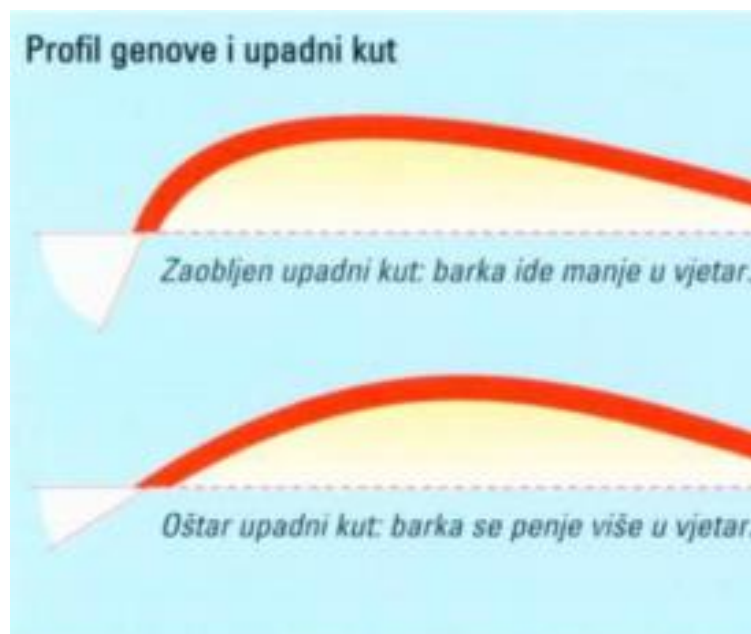 Profil genove i upadni kut
Zaobljen upadni kut: barka ide manje u vjetar.
Oštar upadni kut: barka se penje više u vjetar.